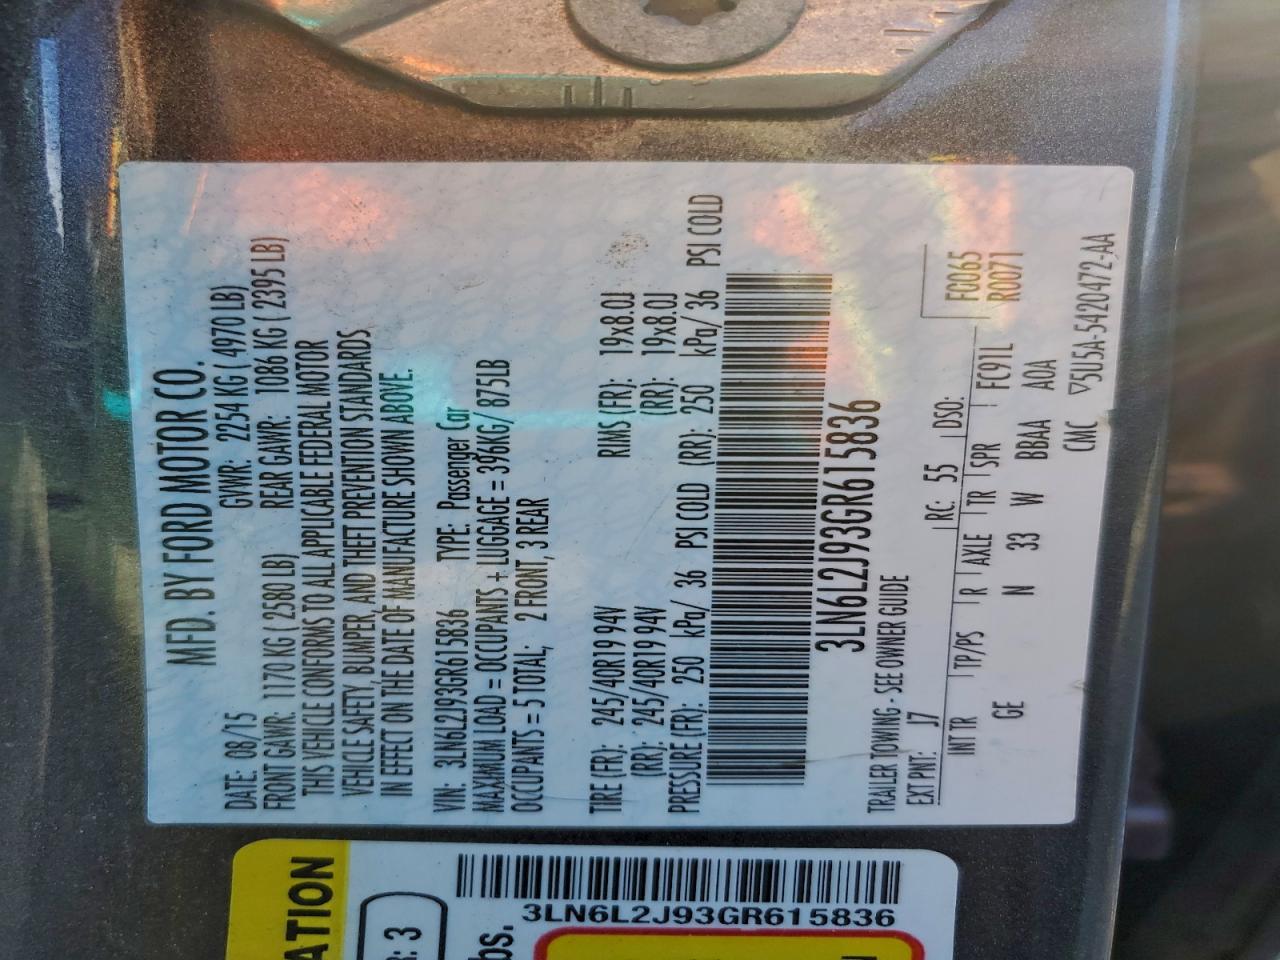 MFD. BY FORD MOTOR CO.
DATE: 08/15 GVWR: 2254 KG ( 4970 LB)
FRONT GAWR: 1170 KG ( 2580 LB) REAR GAWR: 1086 KG ( 2395 LB)
THIS VEHICLE CONFORMS TO ALL APPLICABLE FEDERAL MOTOR
VEHICLE SAFETY, BUMPER, AND THEFT PREVENTION STANDARDS
IN EFFECT ON THE DATE OF MANUFACTURE SHOWN ABOVE.
VIN: 3LN6L2J93GR615836 TYPE: Passenger Car
MAXIMUM LOAD = OCCUPANTS + LUGGAGE = 396KG/ 875LB
OCCUPANTS = 5 TOTAL; 2 FRONT, 3 REAR
TIRE (FR): 245/40R19 94V RIMS (FR): 19x8.0J
(RR): 245/40R19 94V (RR): 19x8.0J
PRESSURE (FR): 250 kPa/ 36 PSI COLD (RR): 250 kPa/ 36 PSI COLD
3LN6L2J93GR615836
TRAILER TOWING - SEE OWNER GUIDE
EXT PNT: J7 RC: 55 DSO: F0065
INT TR TP/PS R AXLE TR SPR FC91L R0071
GE N 33 W BBAA A0A
CMC ▽5U5A-5420472-AA
ATION
R: 3
3LN6L2J93GR615836
bs.